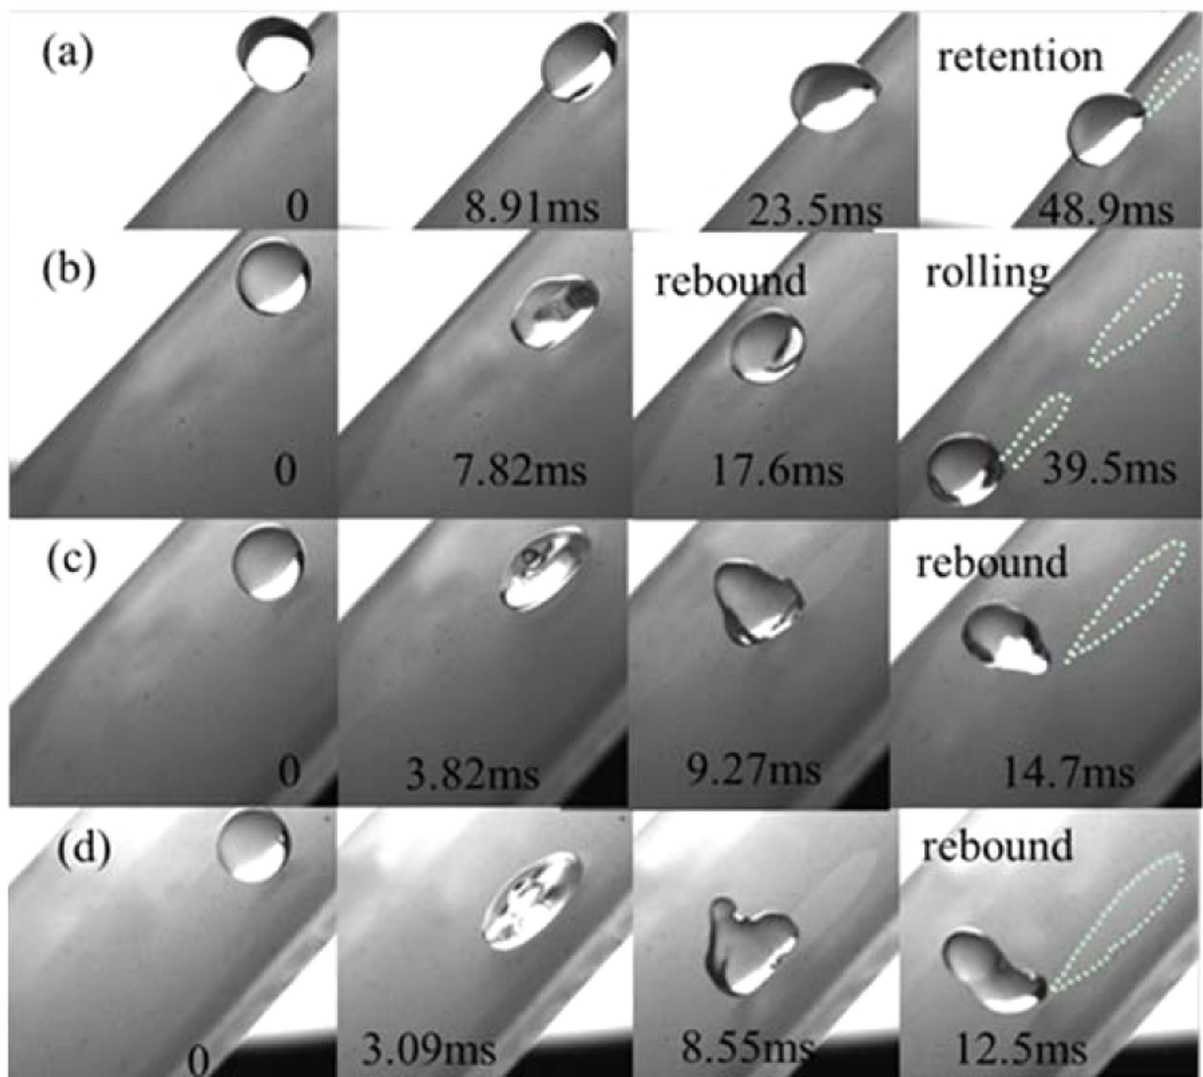 (a)
retention
0
8.91ms
23.5ms
48.9ms
(b)
rebound
rolling
0
7.82ms
17.6ms
39.5ms
(c)
rebound
0
3.82ms
9.27ms
14.7ms
(d)
rebound
0
3.09ms
8.55ms
12.5ms